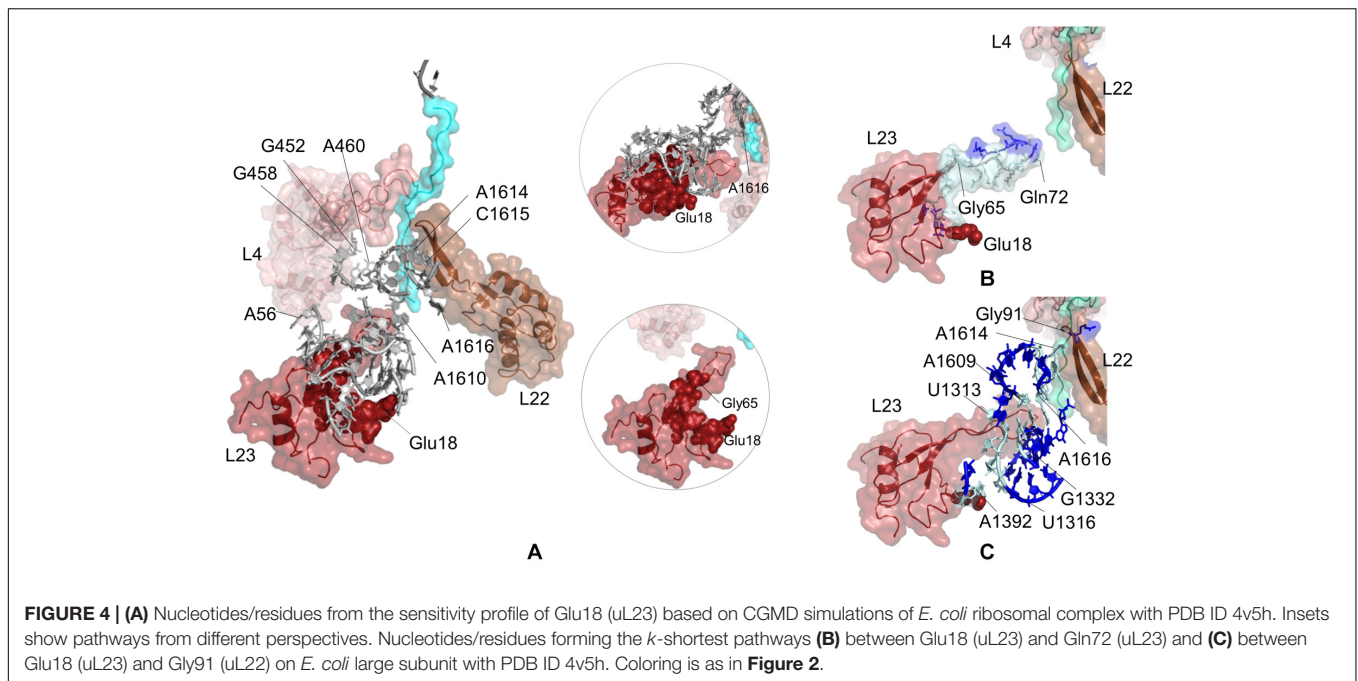 G452
A460
G458
A1614
C1615
L4
A56
A1616
A1610
L22
Glu18
L23
A
A1616
Glu18
Gly65
Glu18
L4
L22
L23
Gly65
Gln72
Glu18
B
Gly91
A1614
A1609
L22
U1313
L23
A1616
G1332
A1392
U1316
C
FIGURE 4 | (A) Nucleotides/residues from the sensitivity profile of Glu18 (uL23) based on CGMD simulations of E. coli ribosomal complex with PDB ID 4v5h. Insets
show pathways from different perspectives. Nucleotides/residues forming the k-shortest pathways (B) between Glu18 (uL23) and Gln72 (uL23) and (C) between
Glu18 (uL23) and Gly91 (uL22) on E. coli large subunit with PDB ID 4v5h. Coloring is as in Figure 2.